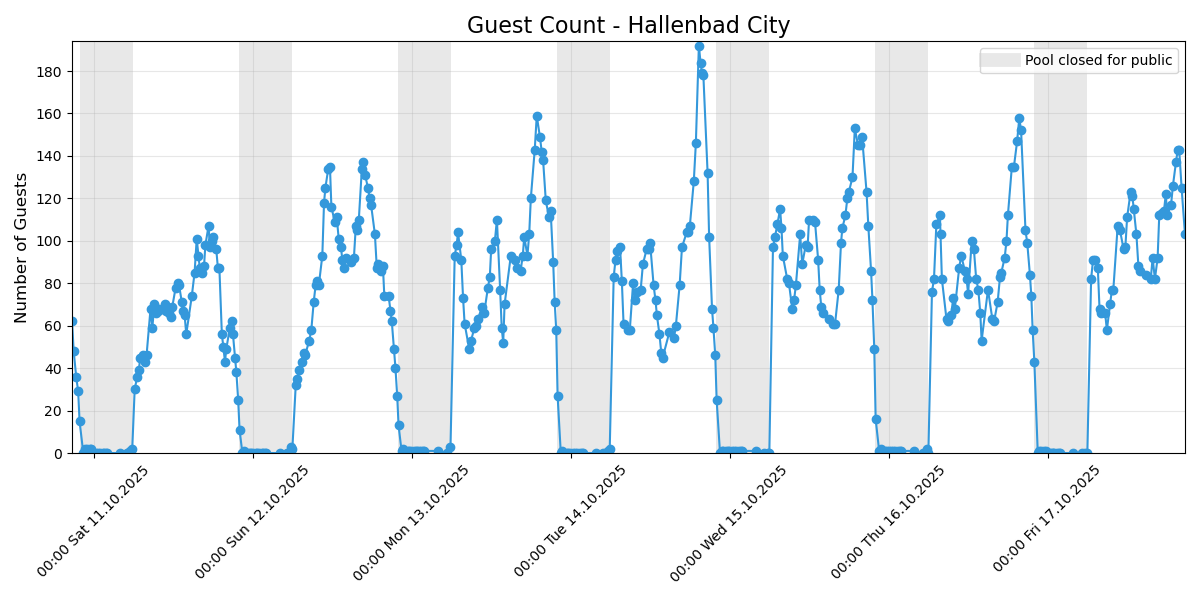 Guest Count - Hallenbad City
Pool closed for public
Number of Guests
180
160
140
120
100
80
60
40
20
0
00:00 Sat 11.10.2025
00:00 Sun 12.10.2025
00:00 Mon 13.10.2025
00:00 Tue 14.10.2025
00:00 Wed 15.10.2025
00:00 Thu 16.10.2025
00:00 Fri 17.10.2025